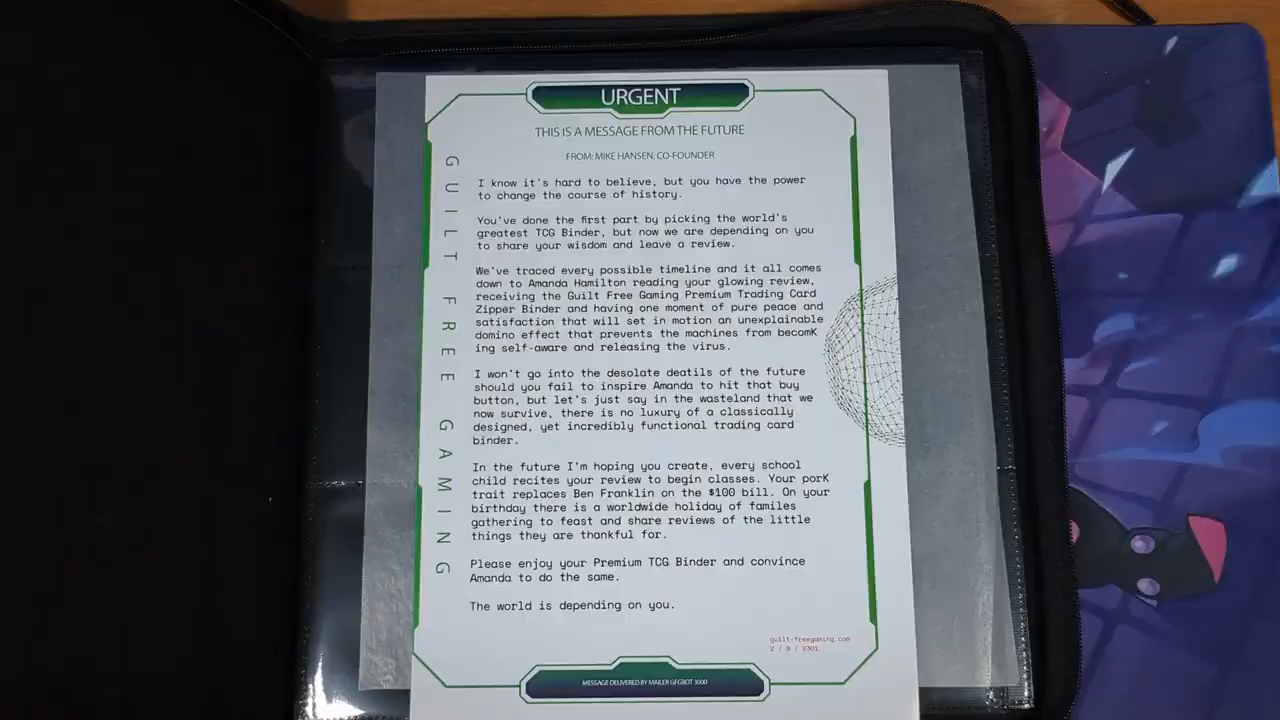 URGENT
THIS IS A MESSAGE FROM THE FUTURE
FROM: MIKE HANSEN, CO-FOUNDER
GUILT FREE GAMING
I know it's hard to believe, but you have the power
to change the course of history.
You've done the first part by picking the world's
greatest TCG Binder, but now we are depending on you
to share your wisdom and leave a review.
We've traced every possible timeline and it all comes
down to Amanda Hamilton reading your glowing review,
receiving the Guilt Free Gaming Premium Trading Card
Zipper Binder and having one moment of pure peace and
satisfaction that will set in motion an unexplainable
domino effect that prevents the machines from becomK
ing self-aware and releasing the virus.
I won't go into the desolate deatils of the future
should you fail to inspire Amanda to hit that buy
button, but let's just say in the wasteland that we
now survive, there is no luxury of a classically
designed, yet incredibly functional trading card
binder.
In the future I'm hoping you create, every school
child recites your review to begin classes. Your porK
trait replaces Ben Franklin on the $100 bill. On your
birthday there is a worldwide holiday of familes
gathering to feast and share reviews of the little
things they are thankful for.
Please enjoy your Premium TCG Binder and convince
Amanda to do the same.
The world is depending on you.
guilt-freegaming.com
2 / 8 / 2301
MESSAGE DELIVERED BY MAILER GFGBOT 3000